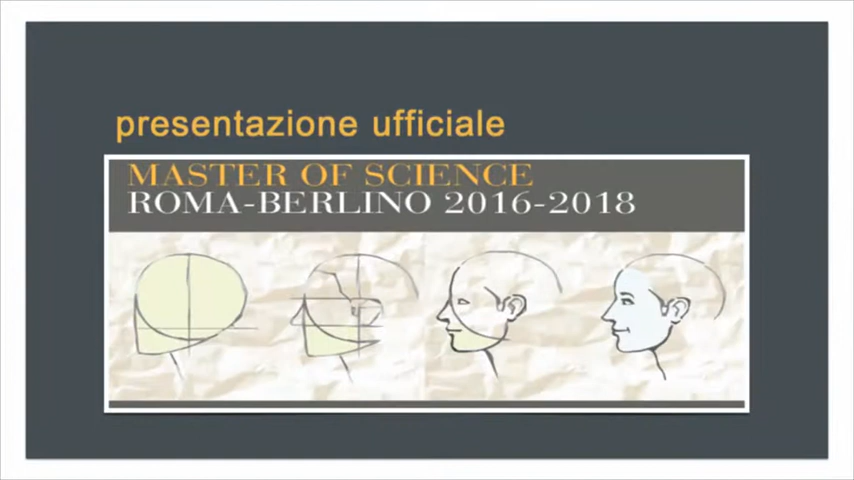 presentazione ufficiale
MASTER OF SCIENCE
ROMA-BERLINO 2016-2018